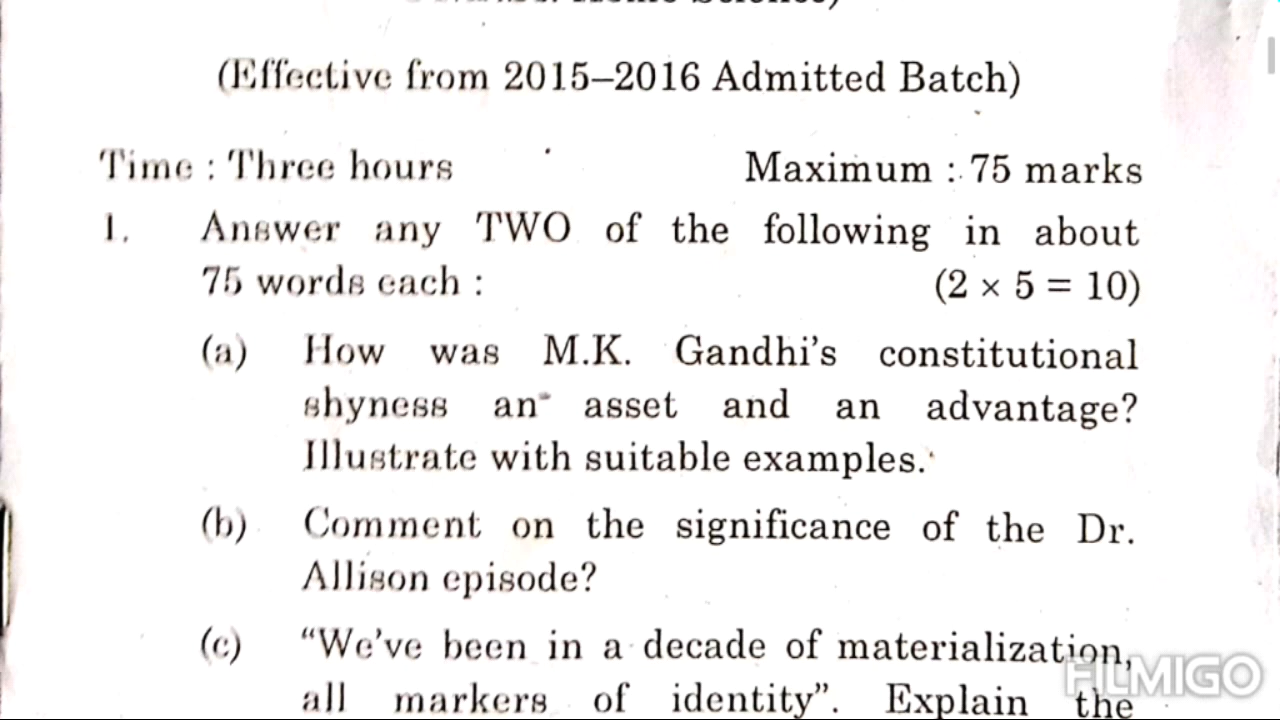 (Effective from 2015–2016 Admitted Batch)
Time : Three hours Maximum : 75 marks
1. Answer any TWO of the following in about
75 words each : (2 × 5 = 10)
(a) How was M.K. Gandhi's constitutional
shyness an asset and an advantage?
Illustrate with suitable examples.
(b) Comment on the significance of the Dr.
Allison episode?
(c) "We've been in a decade of materialization,
all markers of identity". Explain the
FILMIGO